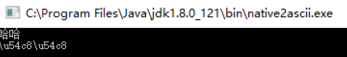 C:\Program Files\Java\jdk1.8.0_121\bin\native2ascii.exe
哈哈
\u54c8\u54c8